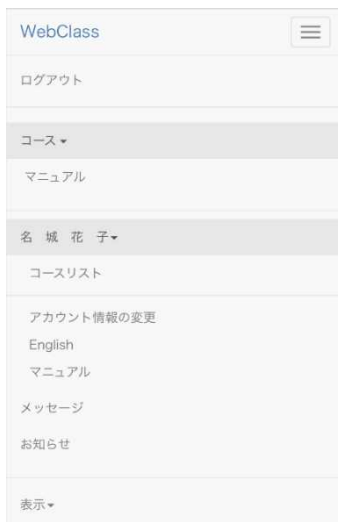 WebClass
ログアウト
コース
マニュアル
名 城 花 子
コースリスト
アカウント情報の変更
English
マニュアル
メッセージ
お知らせ
表示